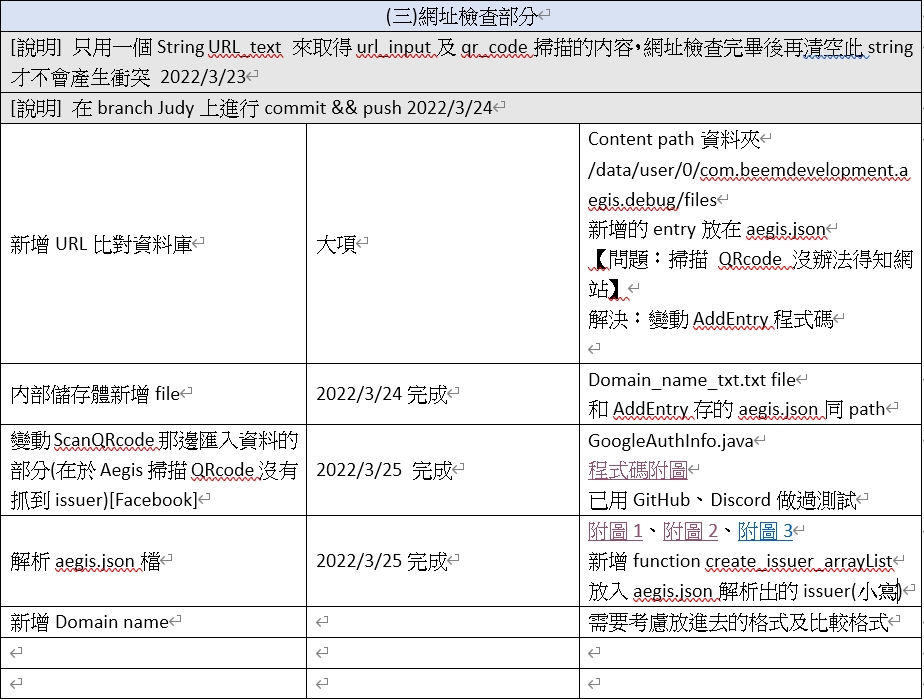 (三)網址檢查部分
[說明] 只用一個 String URL_text 來取得 url_input 及 qr_code 掃描的內容，網址檢查完畢後再清空此 string
才不會產生衝突 2022/3/23
[說明] 在 branch Judy 上進行 commit && push 2022/3/24
新增 URL 比對資料庫
大項
Content path 資料夾
/data/user/0/com.beemdevelopment.a
egis.debug/files
新增的 entry 放在 aegis.json
【問題：掃描 QRcode 沒辦法得知網
站】
解決：變動 AddEntry 程式碼
內部儲存體新增 file
2022/3/24 完成
Domain_name_txt.txt file
和 AddEntry 存的 aegis.json 同 path
變動 ScanQRcode 那邊匯入資料的
部分(在於 Aegis 掃描 QRcode 沒有
抓到 issuer)[Facebook]
2022/3/25 完成
GoogleAuthInfo.java
程式碼附圖
已用 GitHub、Discord 做過測試
解析 aegis.json 檔
2022/3/25 完成
附圖 1、附圖 2、附圖 3
新增 function create_issuer_arrayList
放入 aegis.json 解析出的 issuer(小寫)
新增 Domain name
需要考慮放進去的格式及比較格式